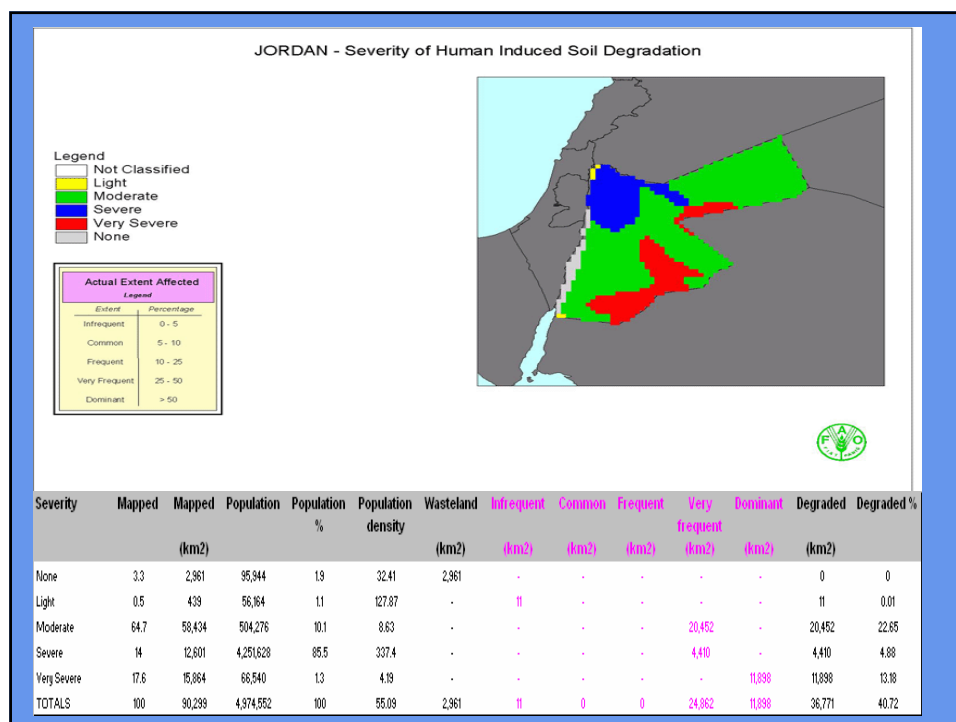 JORDAN - Severity of Human Induced Soil Degradation
Legend
Not Classified
Light
Moderate
Severe
Very Severe
None
Actual Extent Affected
Legend
Extent Percentage
Infrequent 0 - 5
Common 5 - 10
Frequent 10 - 25
Very Frequent 25 - 50
Dominant > 50
F A O
FIAT PANIS
Severity Mapped Mapped Population Population Population Wasteland Infrequent Common Frequent Very Dominant Degraded Degraded %
% density frequent
(km2) (km2) (km2) (km2) (km2) (km2) (km2) (km2)
None 3.3 2,961 95,944 1.9 32.41 2,961 - - - - - 0 0
Light 0.5 439 56,164 1.1 127.87 - 11 - - - - 11 0.01
Moderate 64.7 58,434 504,276 10.1 8.63 - - - - 20,452 - 20,452 22.65
Severe 14 12,601 4,251,628 85.5 337.4 - - - - 4,410 - 4,410 4.88
Very Severe 17.6 15,864 66,540 1.3 4.19 - - - - - 11,898 11,898 13.18
TOTALS 100 90,299 4,974,552 100 55.09 2,961 11 0 0 24,862 11,898 36,771 40.72